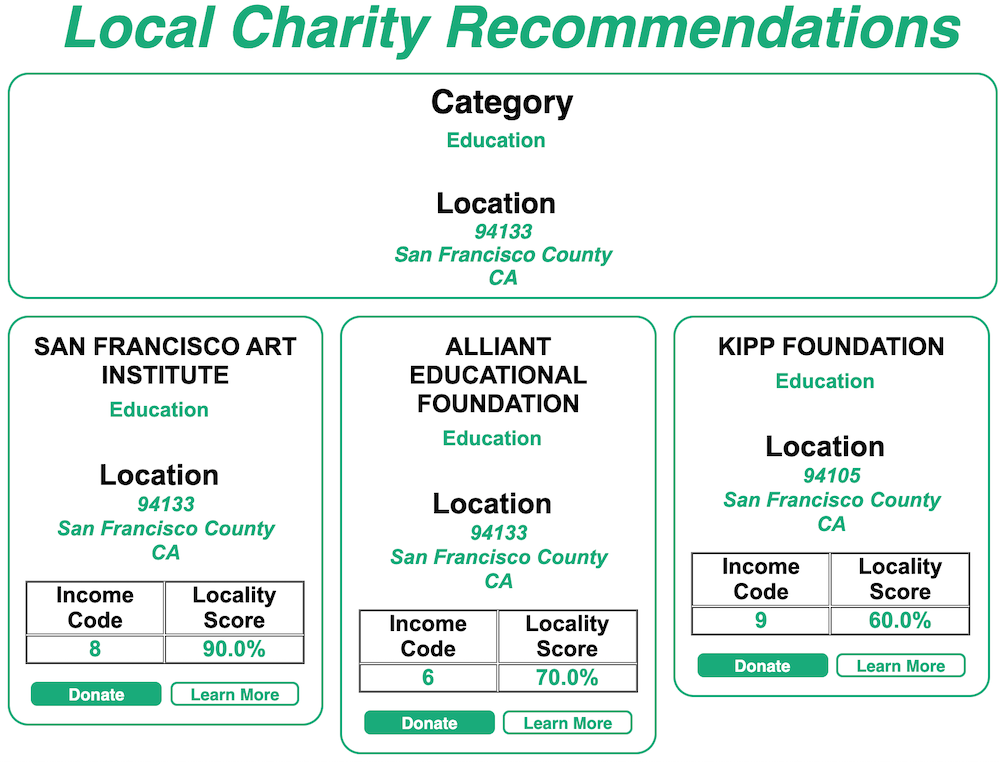 Local Charity Recommendations
Category
Education
Location
94133
San Francisco County
CA
SAN FRANCISCO ART
INSTITUTE
Education
Location
94133
San Francisco County
CA
Income
Code
Locality
Score
8
90.0%
Donate
Learn More
ALLIANT
EDUCATIONAL
FOUNDATION
Education
Location
94133
San Francisco County
CA
Income
Code
Locality
Score
6
70.0%
Donate
Learn More
KIPP FOUNDATION
Education
Location
94105
San Francisco County
CA
Income
Code
Locality
Score
9
60.0%
Donate
Learn More